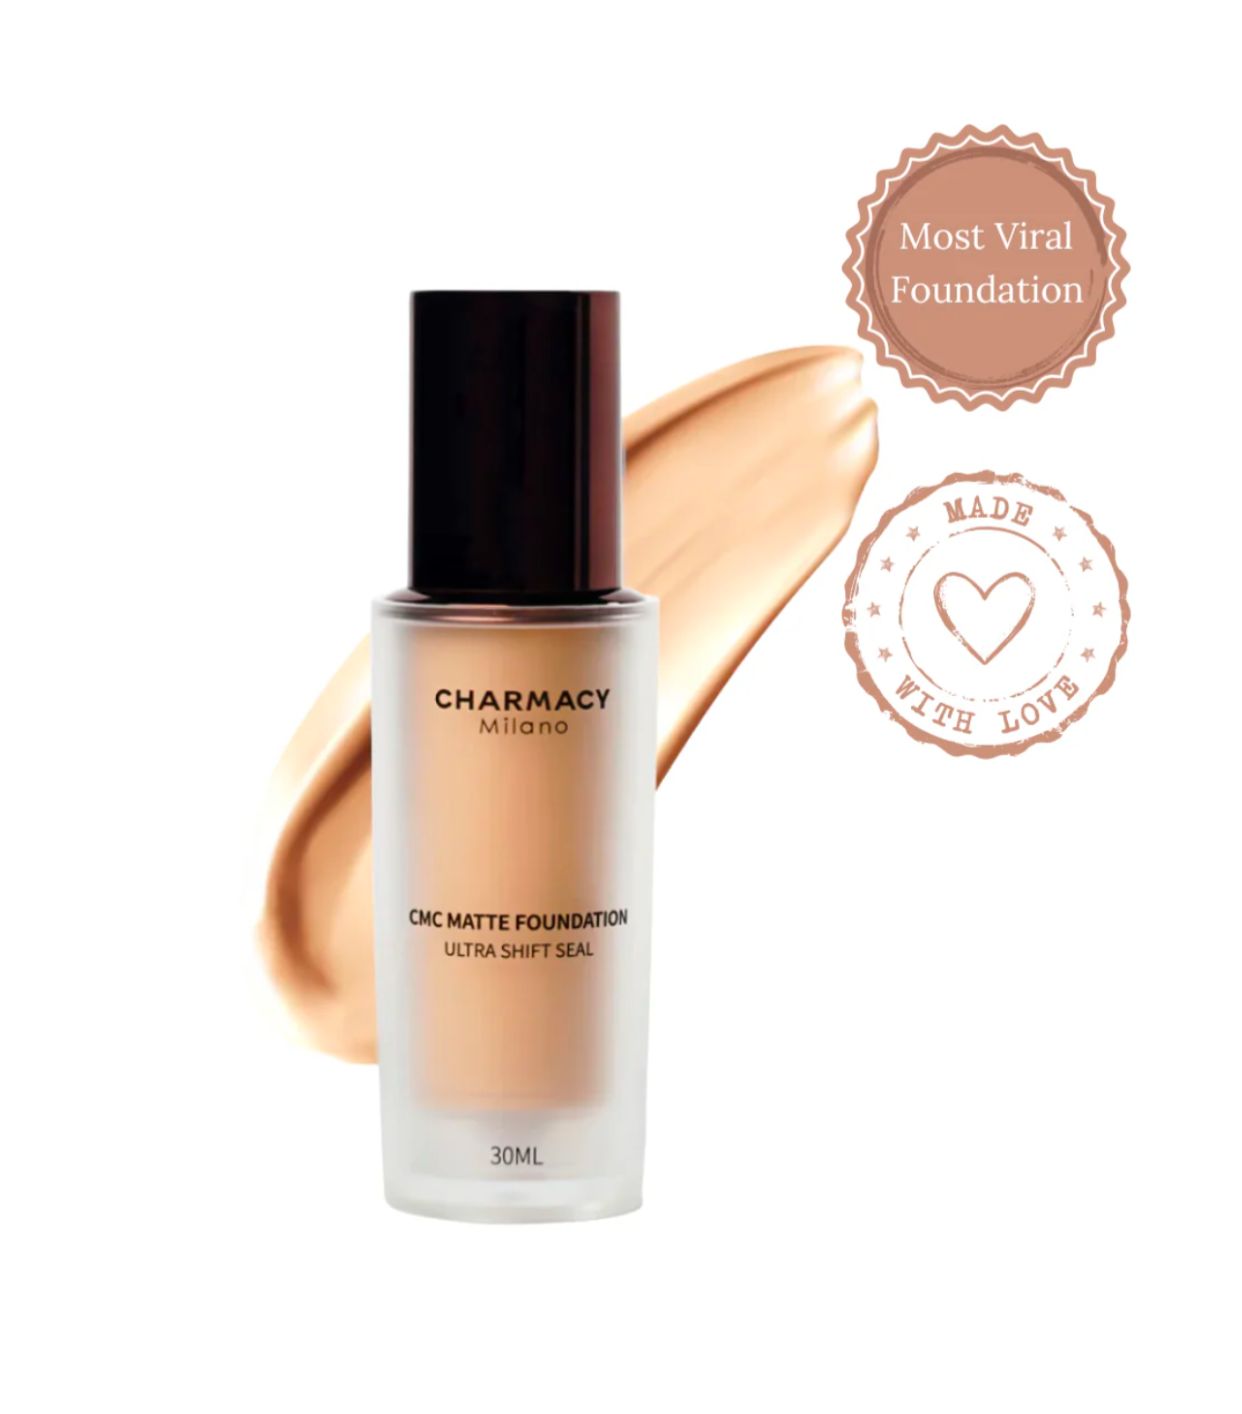 Most Viral
Foundation
MADE
WITH LOVE
CHARMACY
Milano
CMC MATTE FOUNDATION
ULTRA SHIFT SEAL
30ML